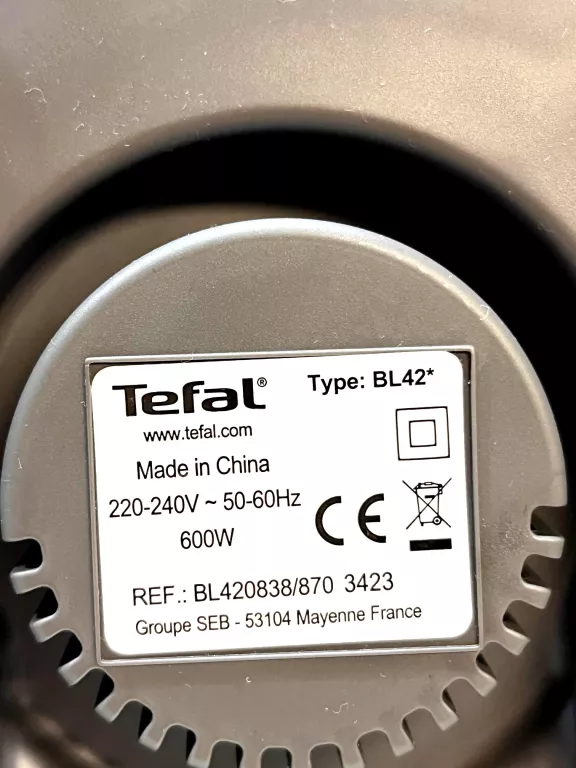 Tefal® Type: BL42*
www.tefal.com
Made in China
220-240V ~ 50-60Hz
600W
CE
REF.: BL420838/870 3423
Groupe SEB - 53104 Mayenne France